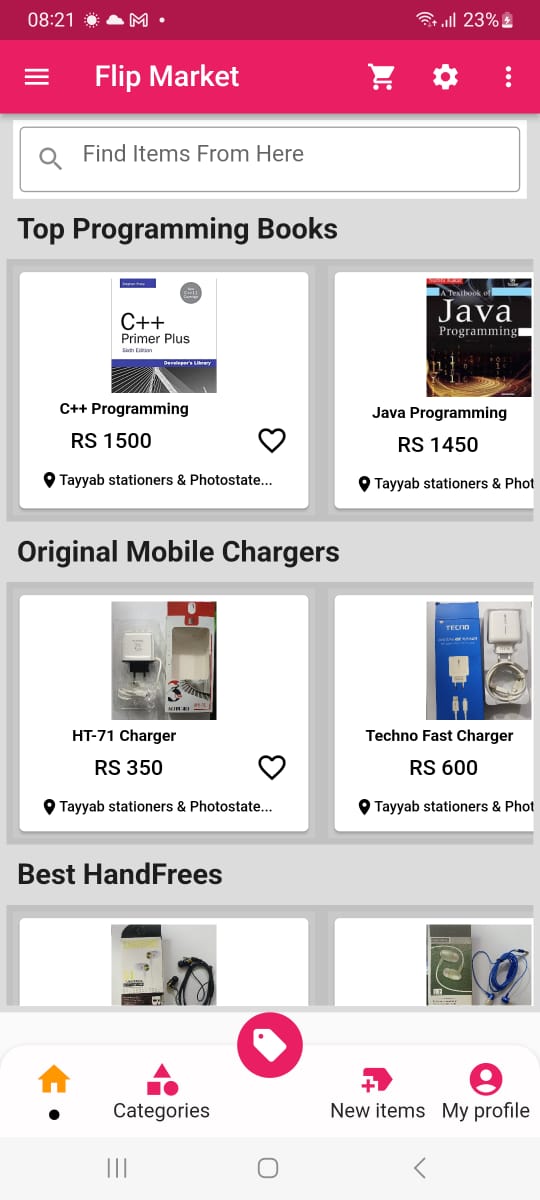 08:21
23%
Flip Market
Find Items From Here
Top Programming Books
Stephen Prata
C++
Primer Plus
Sixth Edition
Developer's Library
A Textbook of
Java
Programming
C++ Programming
RS 1500
Tayyab stationers & Photostate...
Java Programming
RS 1450
Tayyab stationers & Phot
Original Mobile Chargers
TECNO
HT-71 Charger
RS 350
Tayyab stationers & Photostate...
Techno Fast Charger
RS 600
Tayyab stationers & Phot
Best HandFrees
Categories
New items
My profile